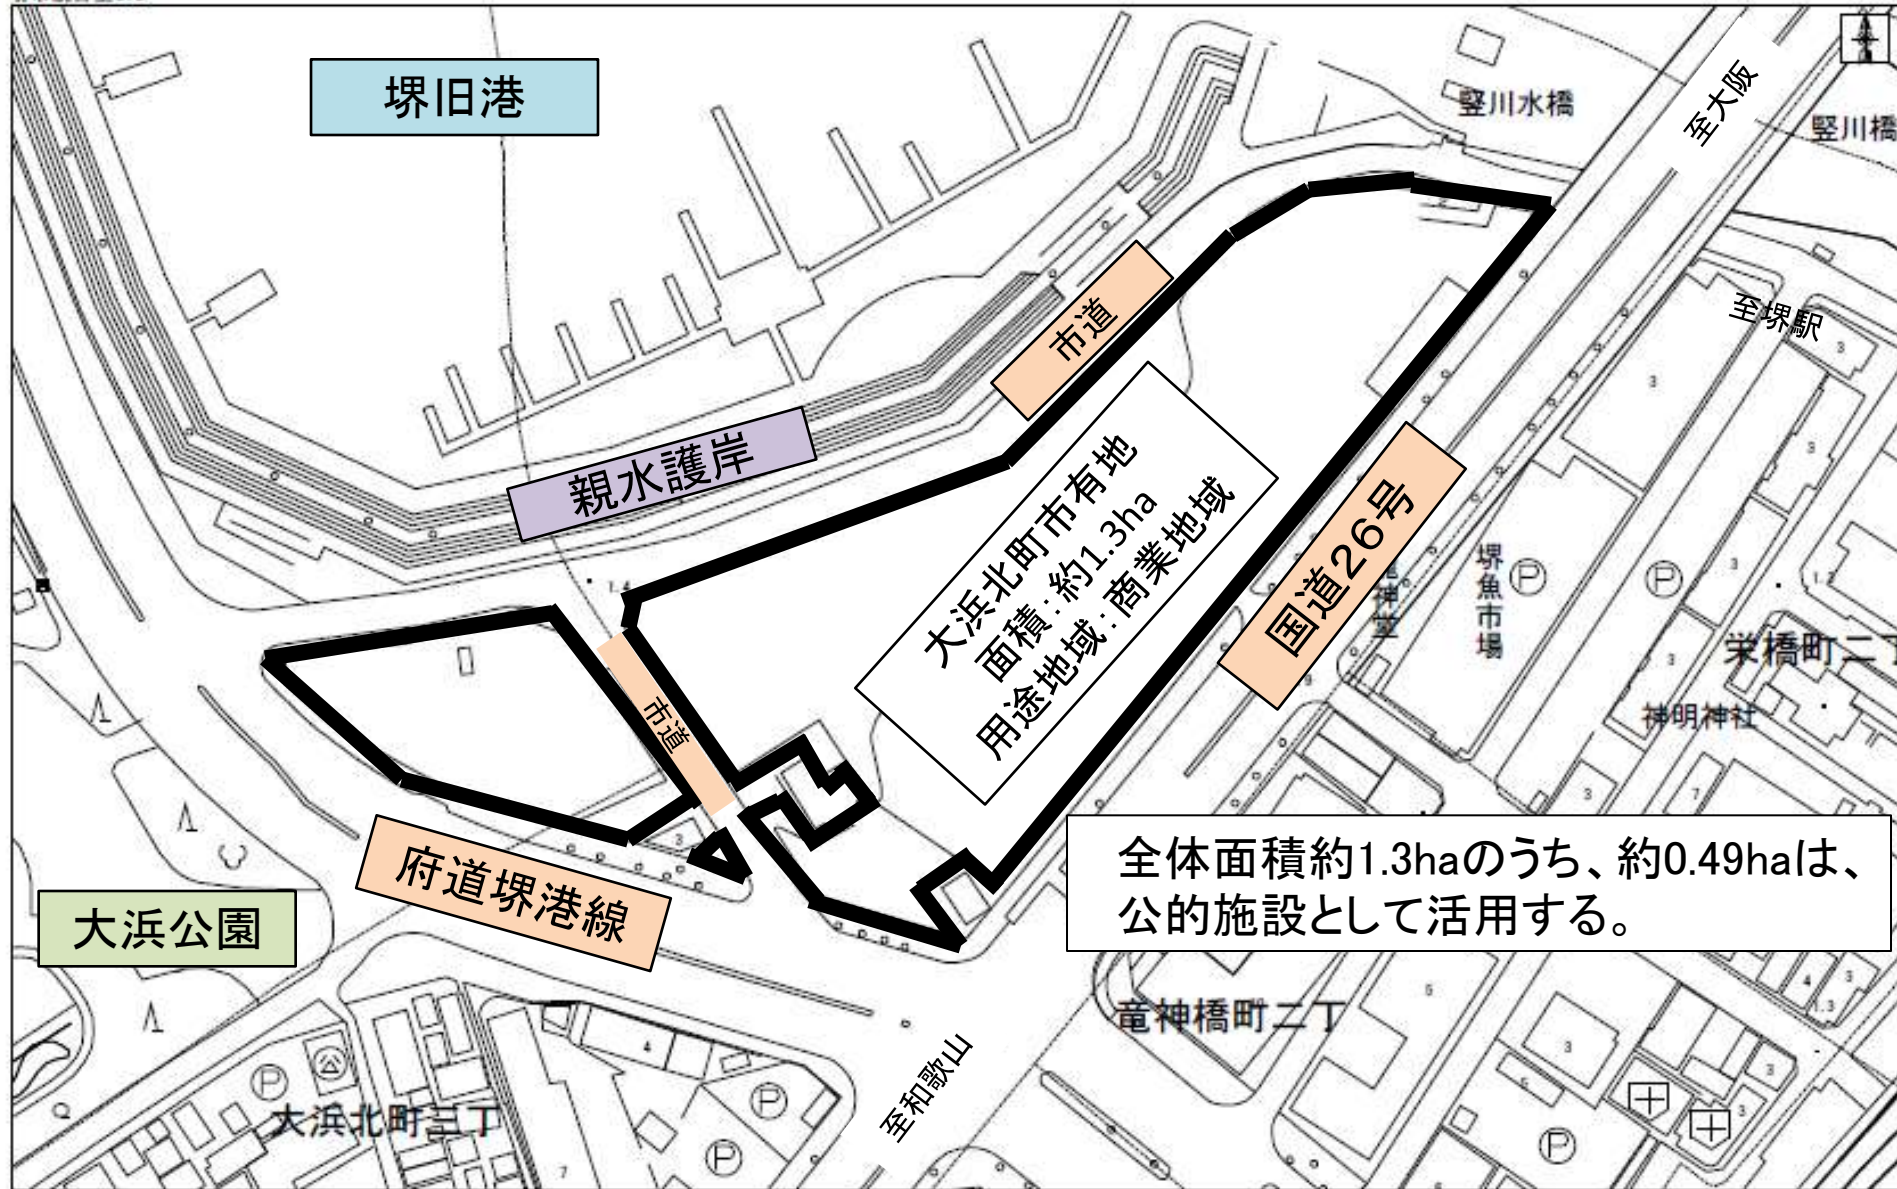 堺旧港
竪川水橋
至大阪
竪川橋
至堺駅
市道
親水護岸
大浜北町市有地
面積:約1.3ha
用途地域:商業地域
国道26号
堺魚市場
栄橋町二丁
神明神社
市道
府道堺港線
大浜公園
全体面積約1.3haのうち、約0.49haは、
公的施設として活用する。
竜神橋町二丁
至和歌山
大浜北町三丁